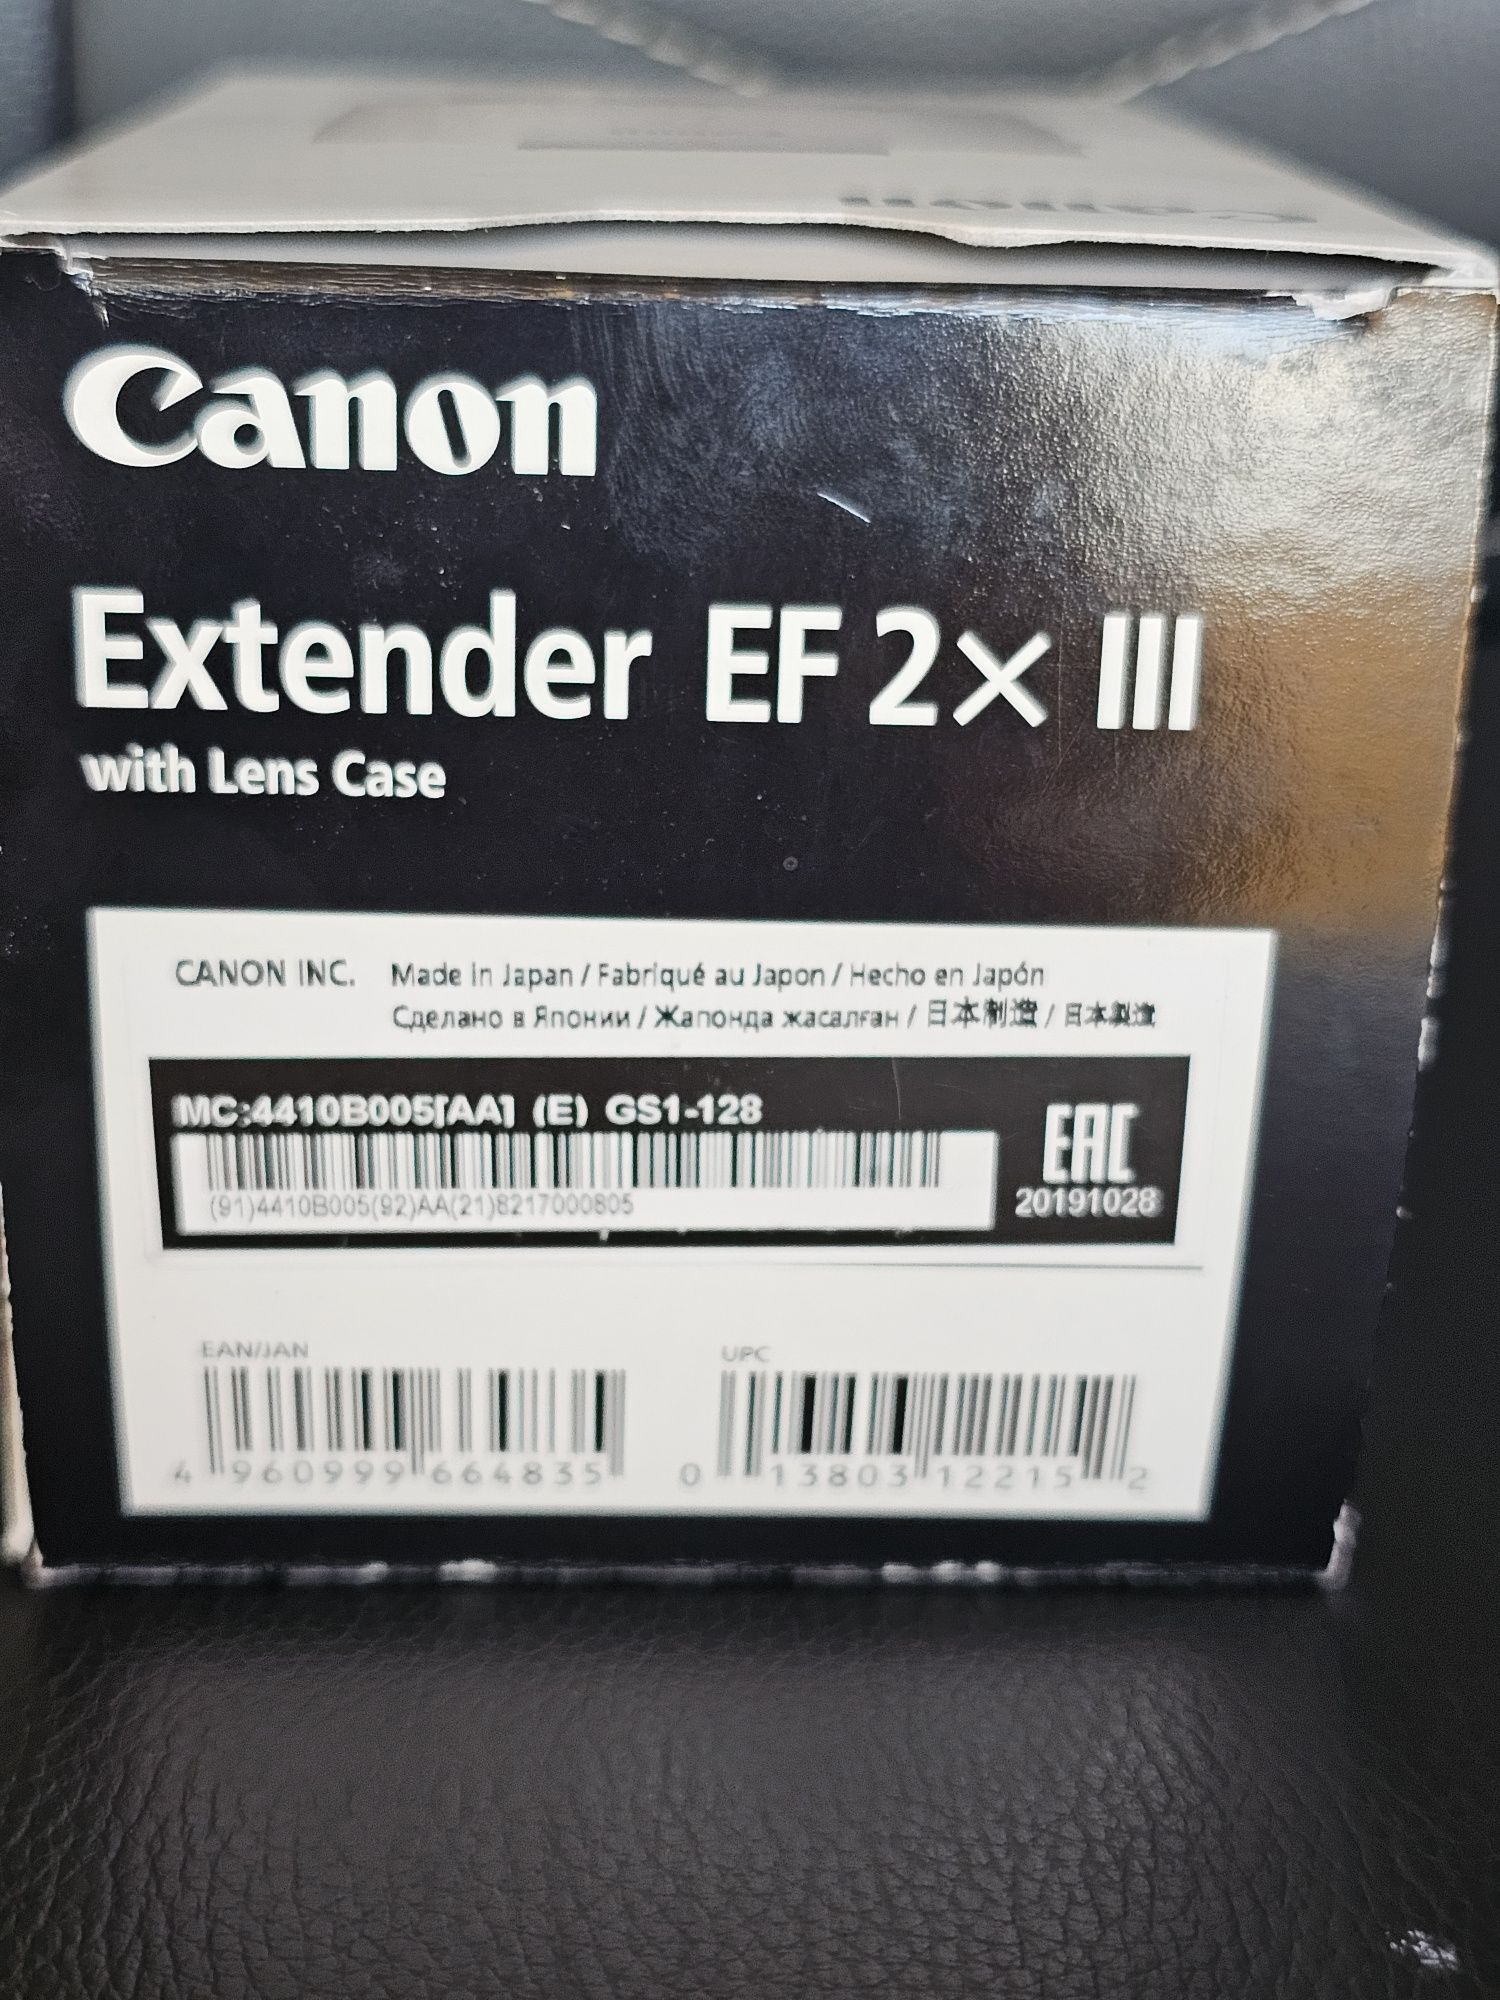 Canon
Canon
Extender EF 2× III
with Lens Case
CANON INC. Made in Japan / Fabriqué au Japon / Hecho en Japón
Сделано в Японии / Жапонда жасалған / 日本制造 / 日本製造
MC:4410B005[AA] (E) GS1-128
(91)4410B005(92)AA(21)8217000805
EAC
20191028
EAN/JAN
UPC
4 960999 664835
0 13803 12215 2